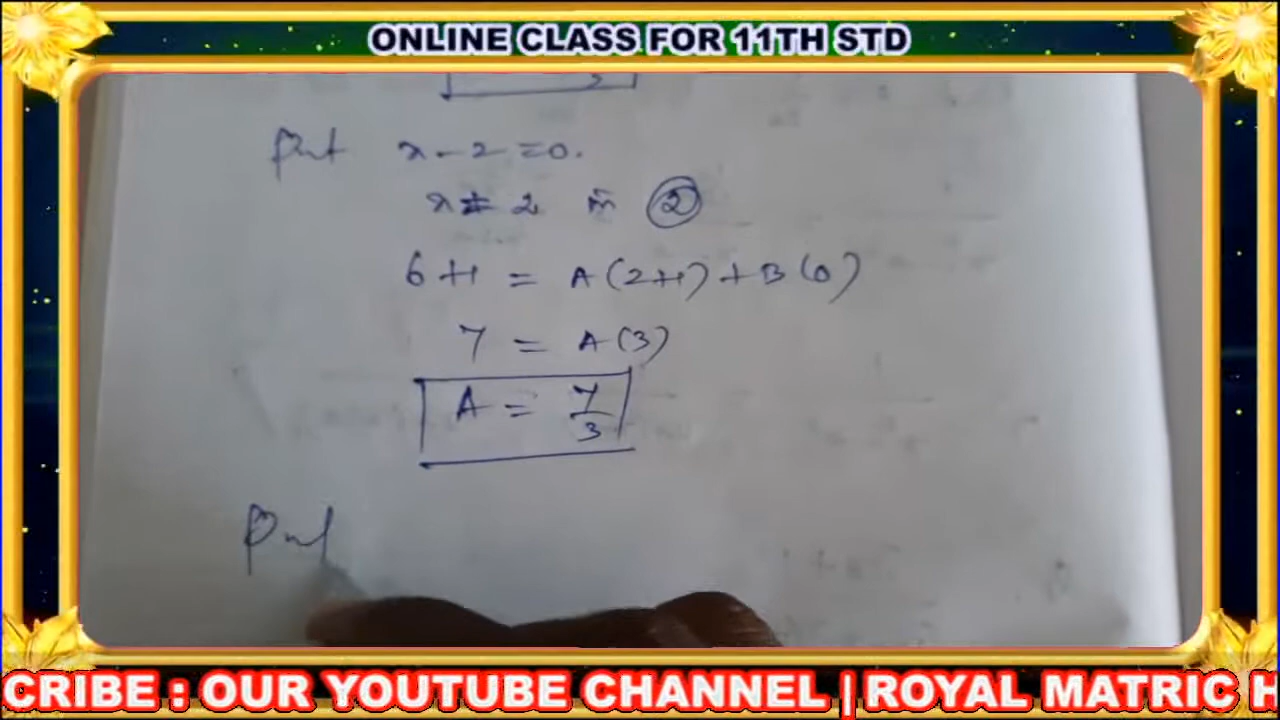 ONLINE CLASS FOR 11TH STD
3
Put x - 2 = 0.
x = 2 in ②
6+1 = A(2+1) + B(0)
7 = A(3)
A = 7/3
Put
CRIBE : OUR YOUTUBE CHANNEL | ROYAL MATRIC H